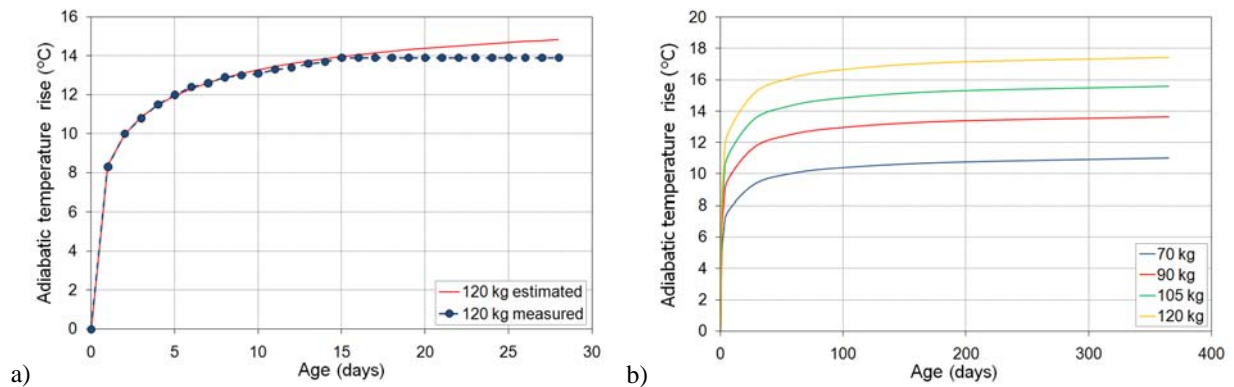 Adiabatic temperature rise (°C)
16
14
12
10
8
6
4
2
0
0 5 10 15 20 25 30
Age (days)
120 kg estimated
120 kg measured
a)
Adiabatic temperature rise (°C)
20
18
16
14
12
10
8
6
4
2
0
0 100 200 300 400
Age (days)
70 kg
90 kg
105 kg
120 kg
b)